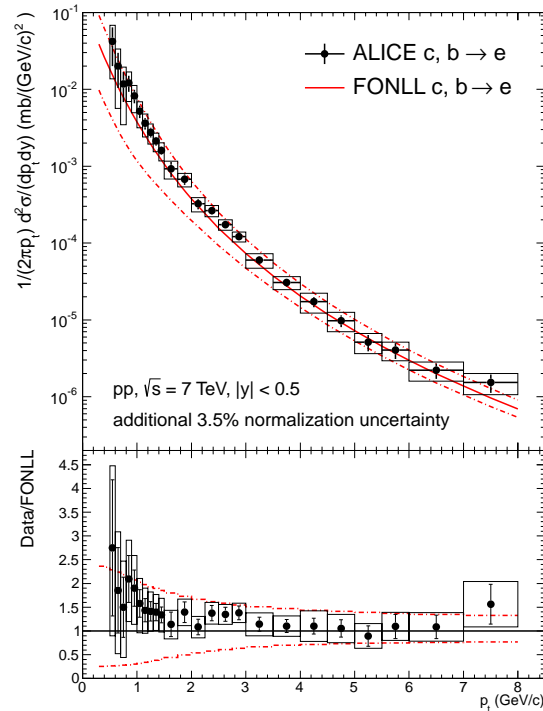 10⁻¹
10⁻²
10⁻³
10⁻⁴
10⁻⁵
10⁻⁶
1/(2πpₜ) d²σ/(dpₜdy) (mb/(GeV/c)²)
ALICE c, b → e
FONLL c, b → e
pp, √s = 7 TeV, |y| < 0.5
additional 3.5% normalization uncertainty
Data/FONLL
4.5
4
3.5
3
2.5
2
1.5
1
0.5
0
0 1 2 3 4 5 6 7 8
pₜ (GeV/c)